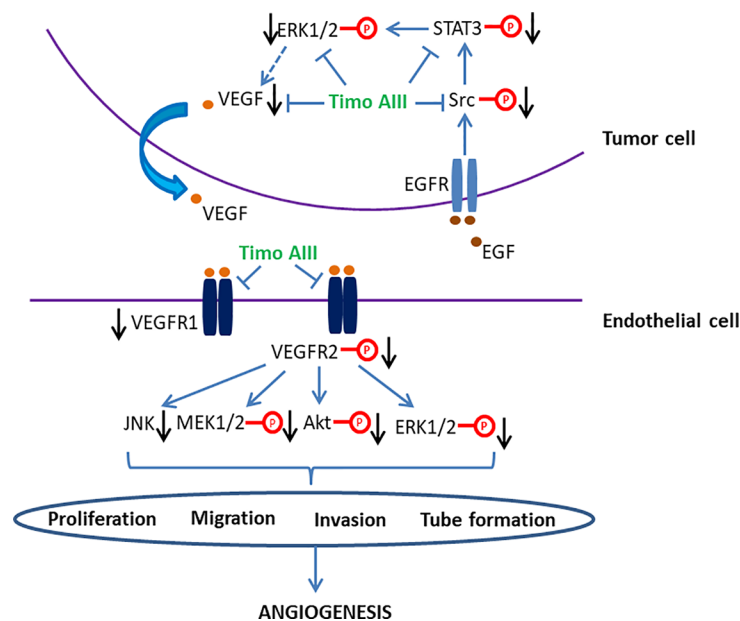 ERK1/2 P STAT3 P
VEGF Timo AIII Src P
Tumor cell
EGFR
VEGF
EGF
Timo AIII
VEGFR1 Endothelial cell
VEGFR2 P
JNK MEK1/2 P Akt P ERK1/2 P
Proliferation Migration Invasion Tube formation
ANGIOGENESIS